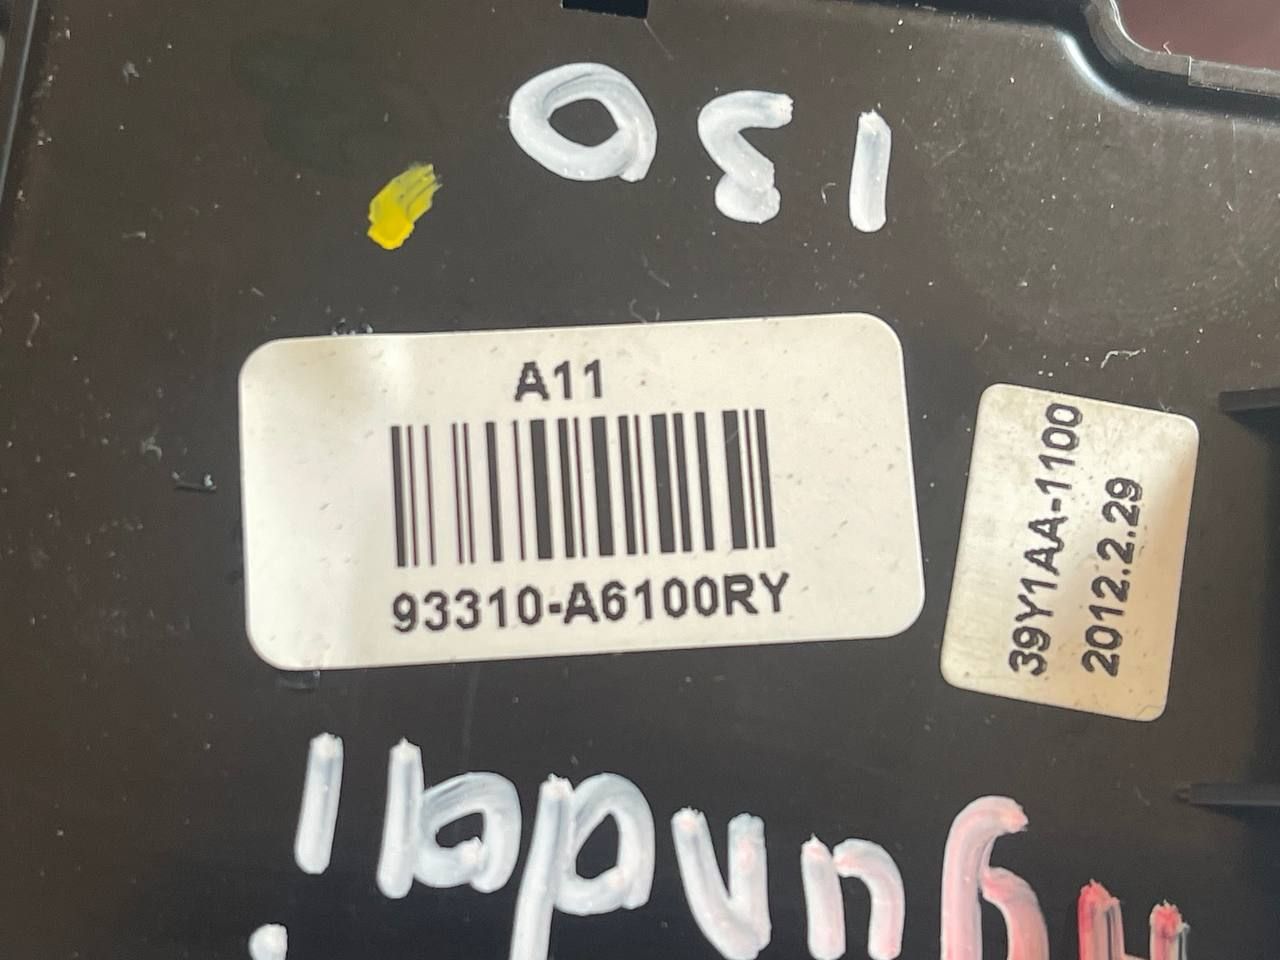 I30
A11
93310-A6100RY
39Y1AA-1100
2012.2.29
Hyundai